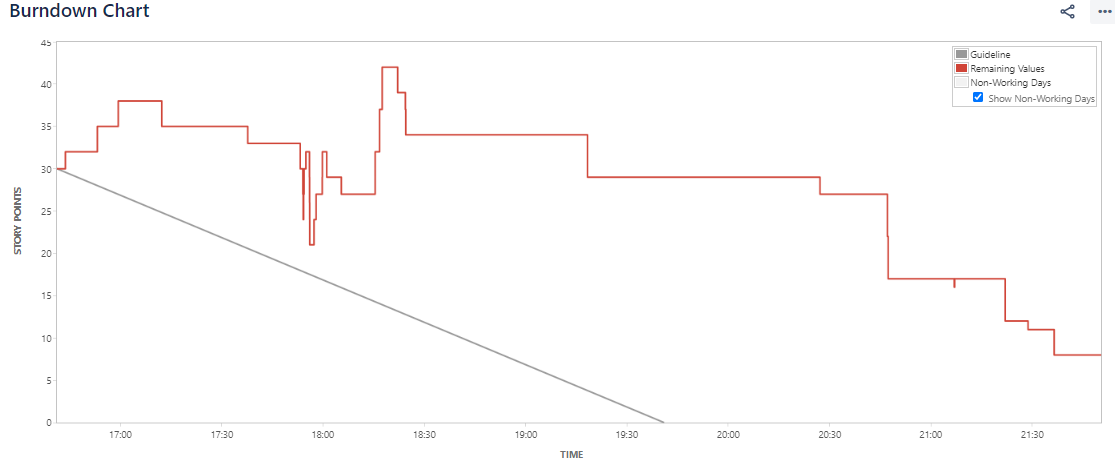 Burndown Chart
Guideline
Remaining Values
Non-Working Days
Show Non-Working Days
STORY POINTS
45
40
35
30
25
20
15
10
5
0
17:00 17:30 18:00 18:30 19:00 19:30 20:00 20:30 21:00 21:30
TIME